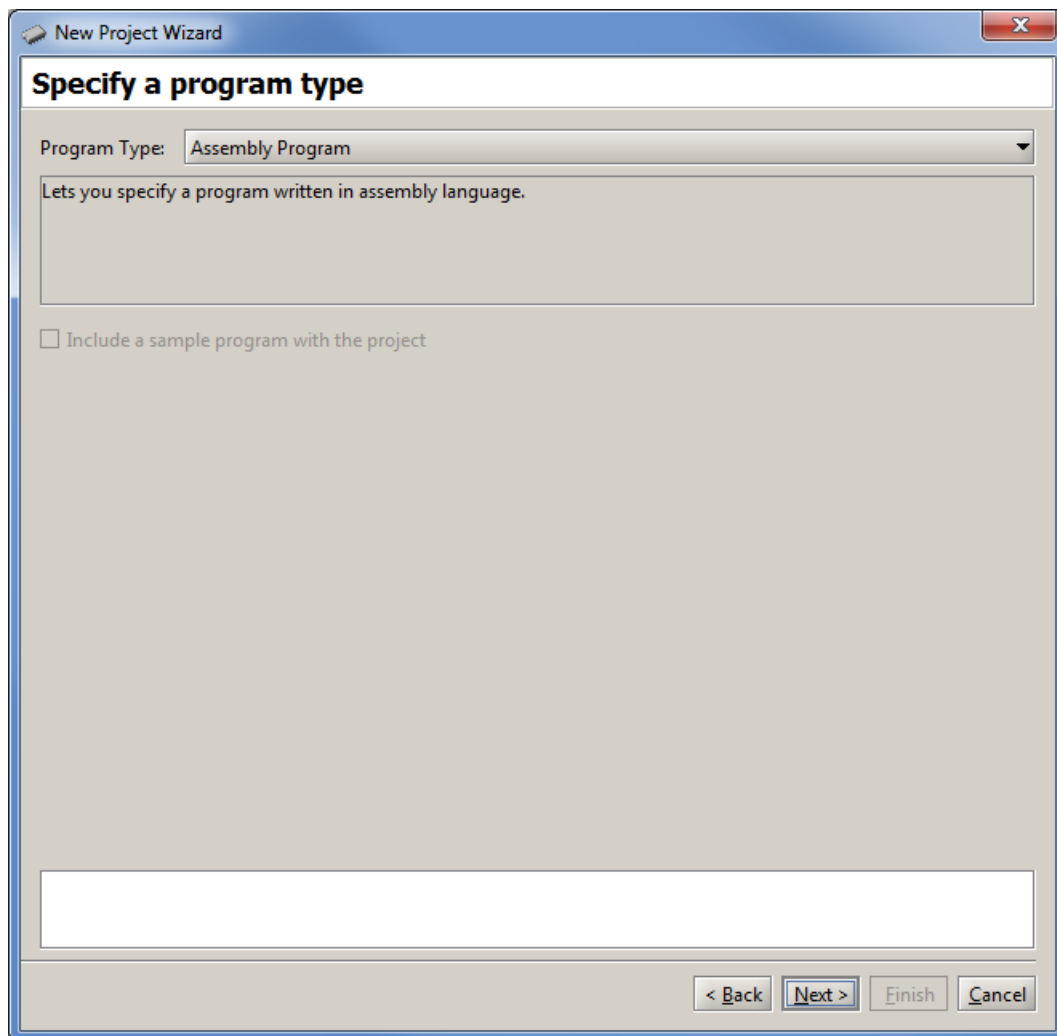 New Project Wizard
Specify a program type
Program Type: Assembly Program
Lets you specify a program written in assembly language.
Include a sample program with the project
< Back Next > Finish Cancel